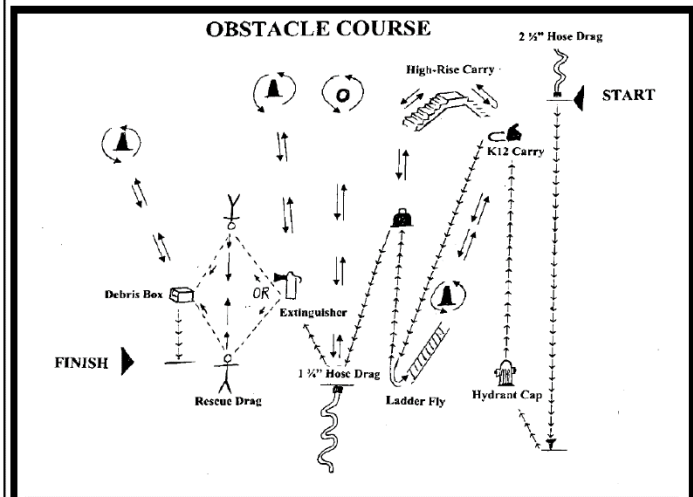 OBSTACLE COURSE
2 ½” Hose Drag
High-Rise Carry
START
O
K12 Carry
Debris Box
OR
Extinguisher
FINISH
1 ¾” Hose Drag
Rescue Drag
Ladder Fly
Hydrant Cap